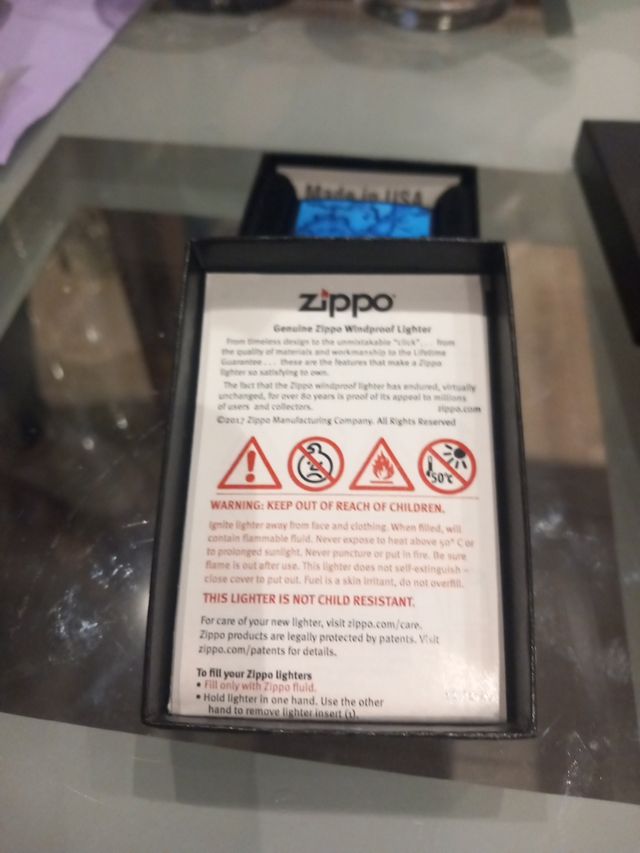 Made in USA
zippo
Genuine Zippo Windproof Lighter
From timeless design to the unmistakable "click". . . from
the quality of materials and workmanship to the Lifetime
Guarantee . . . these are the features that make a Zippo
lighter so satisfying to own.
The fact that the Zippo windproof lighter has endured, virtually
unchanged, for over 80 years is proof of its appeal to millions
of users and collectors.
zippo.com
©2017 Zippo Manufacturing Company. All Rights Reserved
50°C
WARNING: KEEP OUT OF REACH OF CHILDREN.
Ignite lighter away from face and clothing. When filled, will
contain flammable fluid. Never expose to heat above 50° C or
to prolonged sunlight. Never puncture or put in fire. Be sure
flame is out after use. This lighter does not self-extinguish –
close cover to put out. Fuel is a skin irritant, do not overfill.
THIS LIGHTER IS NOT CHILD RESISTANT.
For care of your new lighter, visit zippo.com/care.
Zippo products are legally protected by patents. Visit
zippo.com/patents for details.
To fill your Zippo lighters
• Fill only with Zippo fluid.
• Hold lighter in one hand. Use the other
hand to remove lighter insert (1).